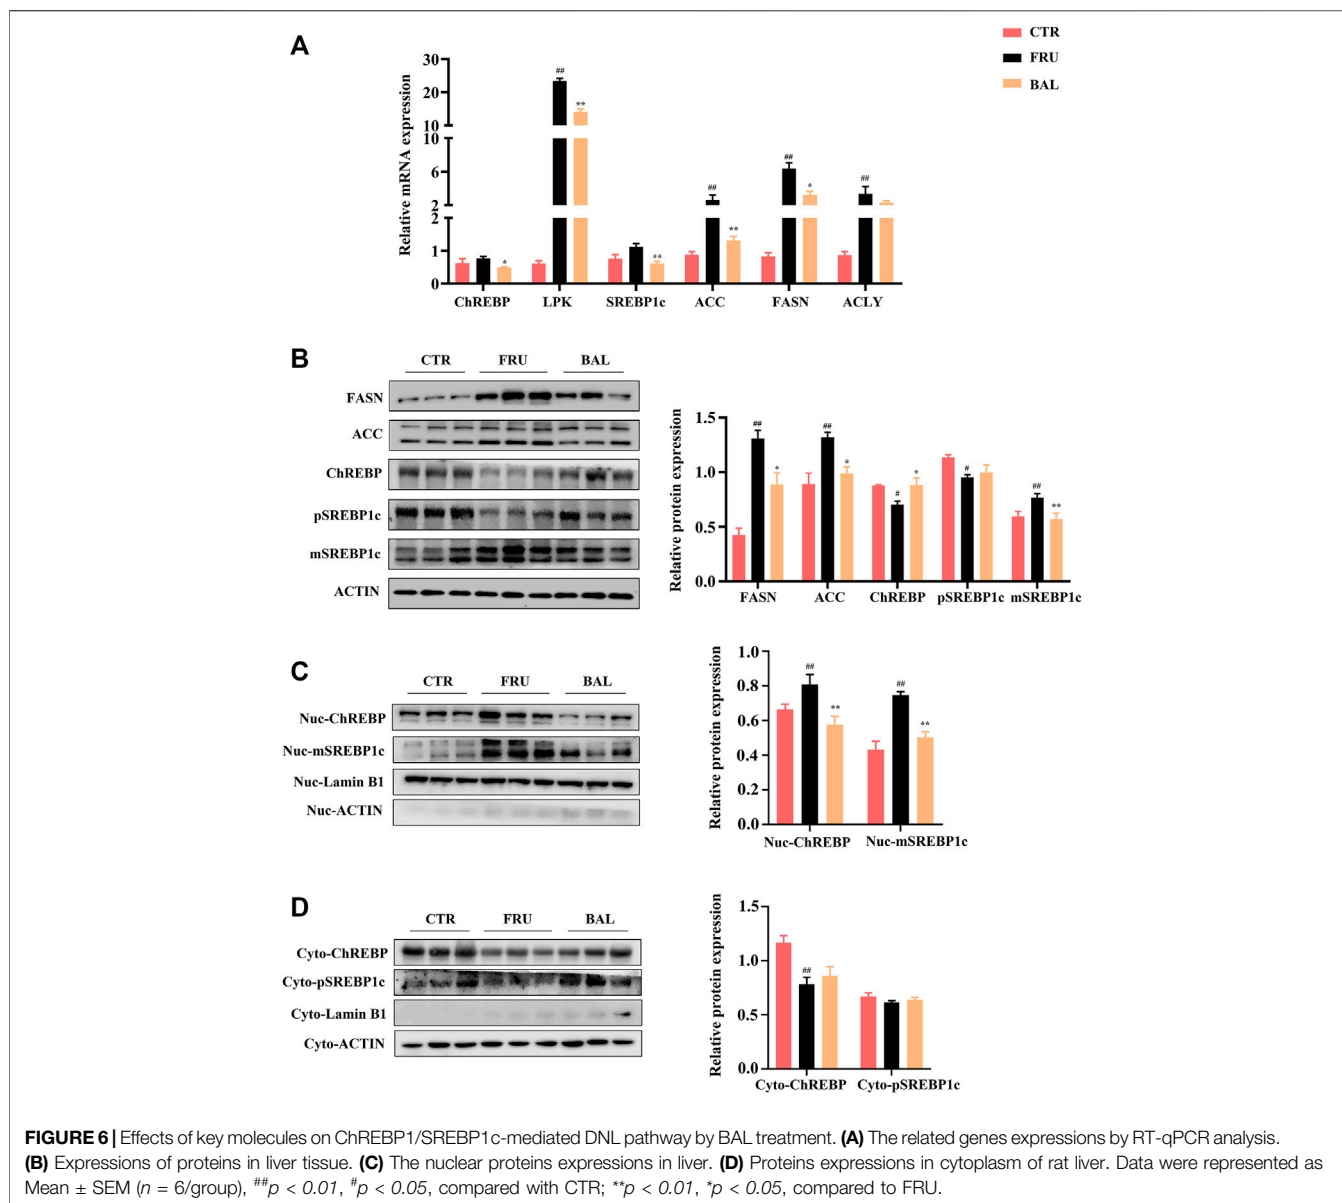 A
CTR
FRU
BAL
Relative mRNA expression
30
20
10
10
6
2
2
1
0
##
**
*
**
##
**
##
*
##
ChREBP LPK SREBP1c ACC FASN ACLY
B
CTR FRU BAL
FASN
ACC
ChREBP
pSREBP1c
mSREBP1c
ACTIN
Relative protein expression
1.5
1.0
0.5
0.0
##
*
##
*
#
*
#
##
**
FASN ACC ChREBP pSREBP1c mSREBP1c
C
CTR FRU BAL
Nuc-ChREBP
Nuc-mSREBP1c
Nuc-Lamin B1
Nuc-ACTIN
Relative protein expression
1.0
0.8
0.6
0.4
0.2
0.0
##
**
##
**
Nuc-ChREBP Nuc-mSREBP1c
D
CTR FRU BAL
Cyto-ChREBP
Cyto-pSREBP1c
Cyto-Lamin B1
Cyto-ACTIN
Relative protein expression
1.5
1.0
0.5
0.0
##
Cyto-ChREBP Cyto-pSREBP1c
FIGURE 6 | Effects of key molecules on ChREBP1/SREBP1c-mediated DNL pathway by BAL treatment. (A) The related genes expressions by RT-qPCR analysis.
(B) Expressions of proteins in liver tissue. (C) The nuclear proteins expressions in liver. (D) Proteins expressions in cytoplasm of rat liver. Data were represented as
Mean ± SEM (n = 6/group), ##p < 0.01, #p < 0.05, compared with CTR; **p < 0.01, *p < 0.05, compared to FRU.